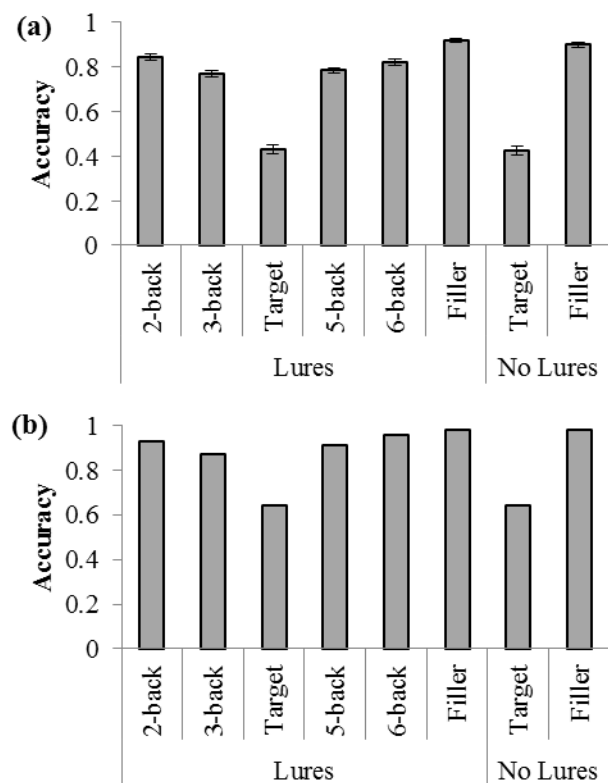 (a)
Accuracy
1
0.8
0.6
0.4
0.2
0
2-back
3-back
Target
5-back
6-back
Filler
Target
Filler
Lures
No Lures
(b)
Accuracy
1
0.8
0.6
0.4
0.2
0
2-back
3-back
Target
5-back
6-back
Filler
Target
Filler
Lures
No Lures